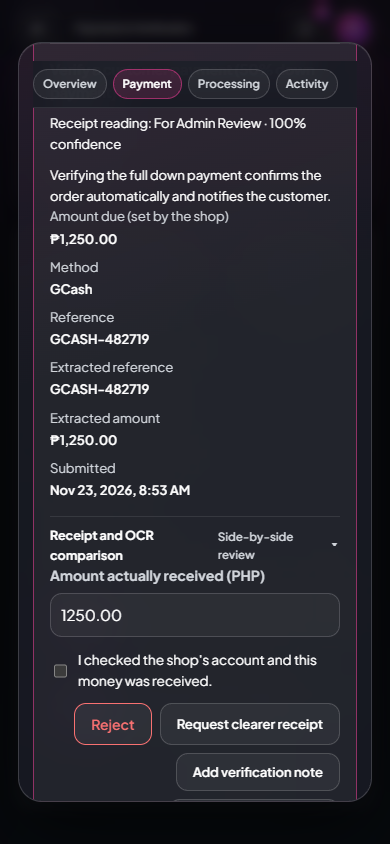 Overview Payment Processing Activity
Receipt reading: For Admin Review · 100%
confidence
Verifying the full down payment confirms the
order automatically and notifies the customer.
Amount due (set by the shop)
₱1,250.00
Method
GCash
Reference
GCASH-482719
Extracted reference
GCASH-482719
Extracted amount
₱1,250.00
Submitted
Nov 23, 2026, 8:53 AM
Receipt and OCR
comparison
Side-by-side
review
Amount actually received (PHP)
1250.00
I checked the shop's account and this
money was received.
Reject Request clearer receipt
Add verification note